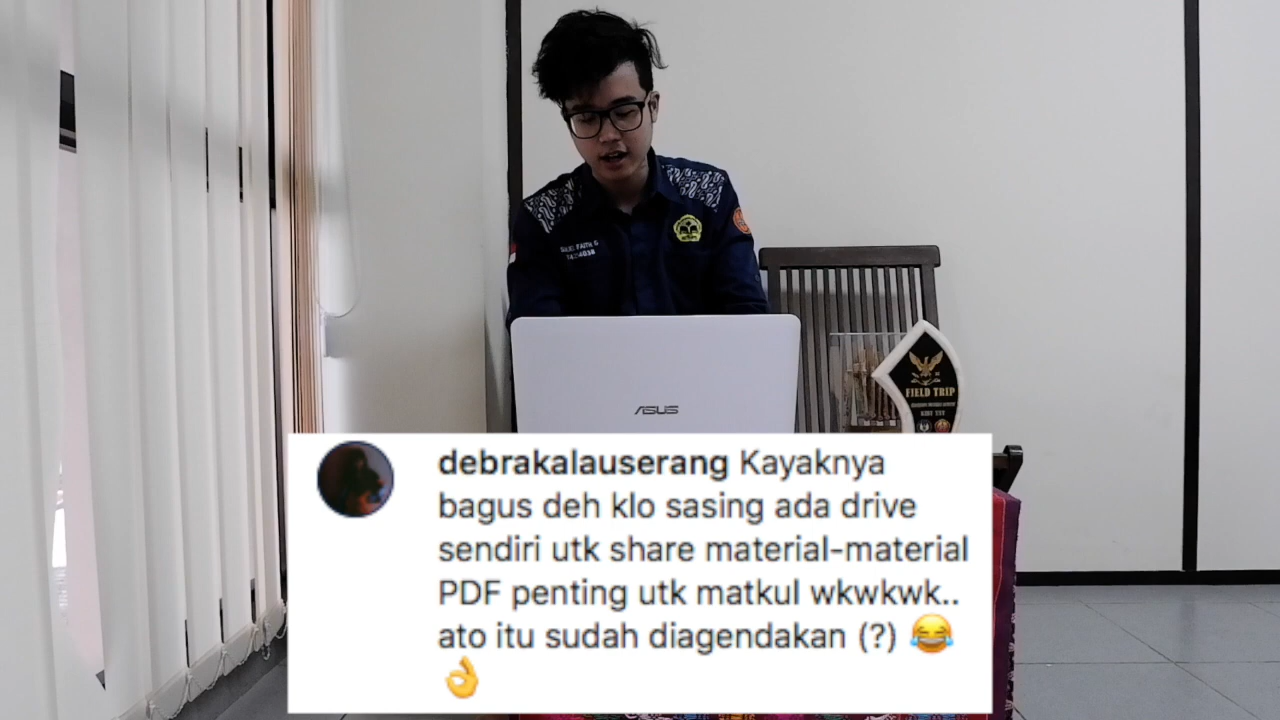 FAITH G
ASUS
FIELD TRIP
debrakalauserang Kayaknya
bagus deh klo sasing ada drive
sendiri utk share material-material
PDF penting utk matkul wkwkwk..
ato itu sudah diagendakan (?) 😂
👌